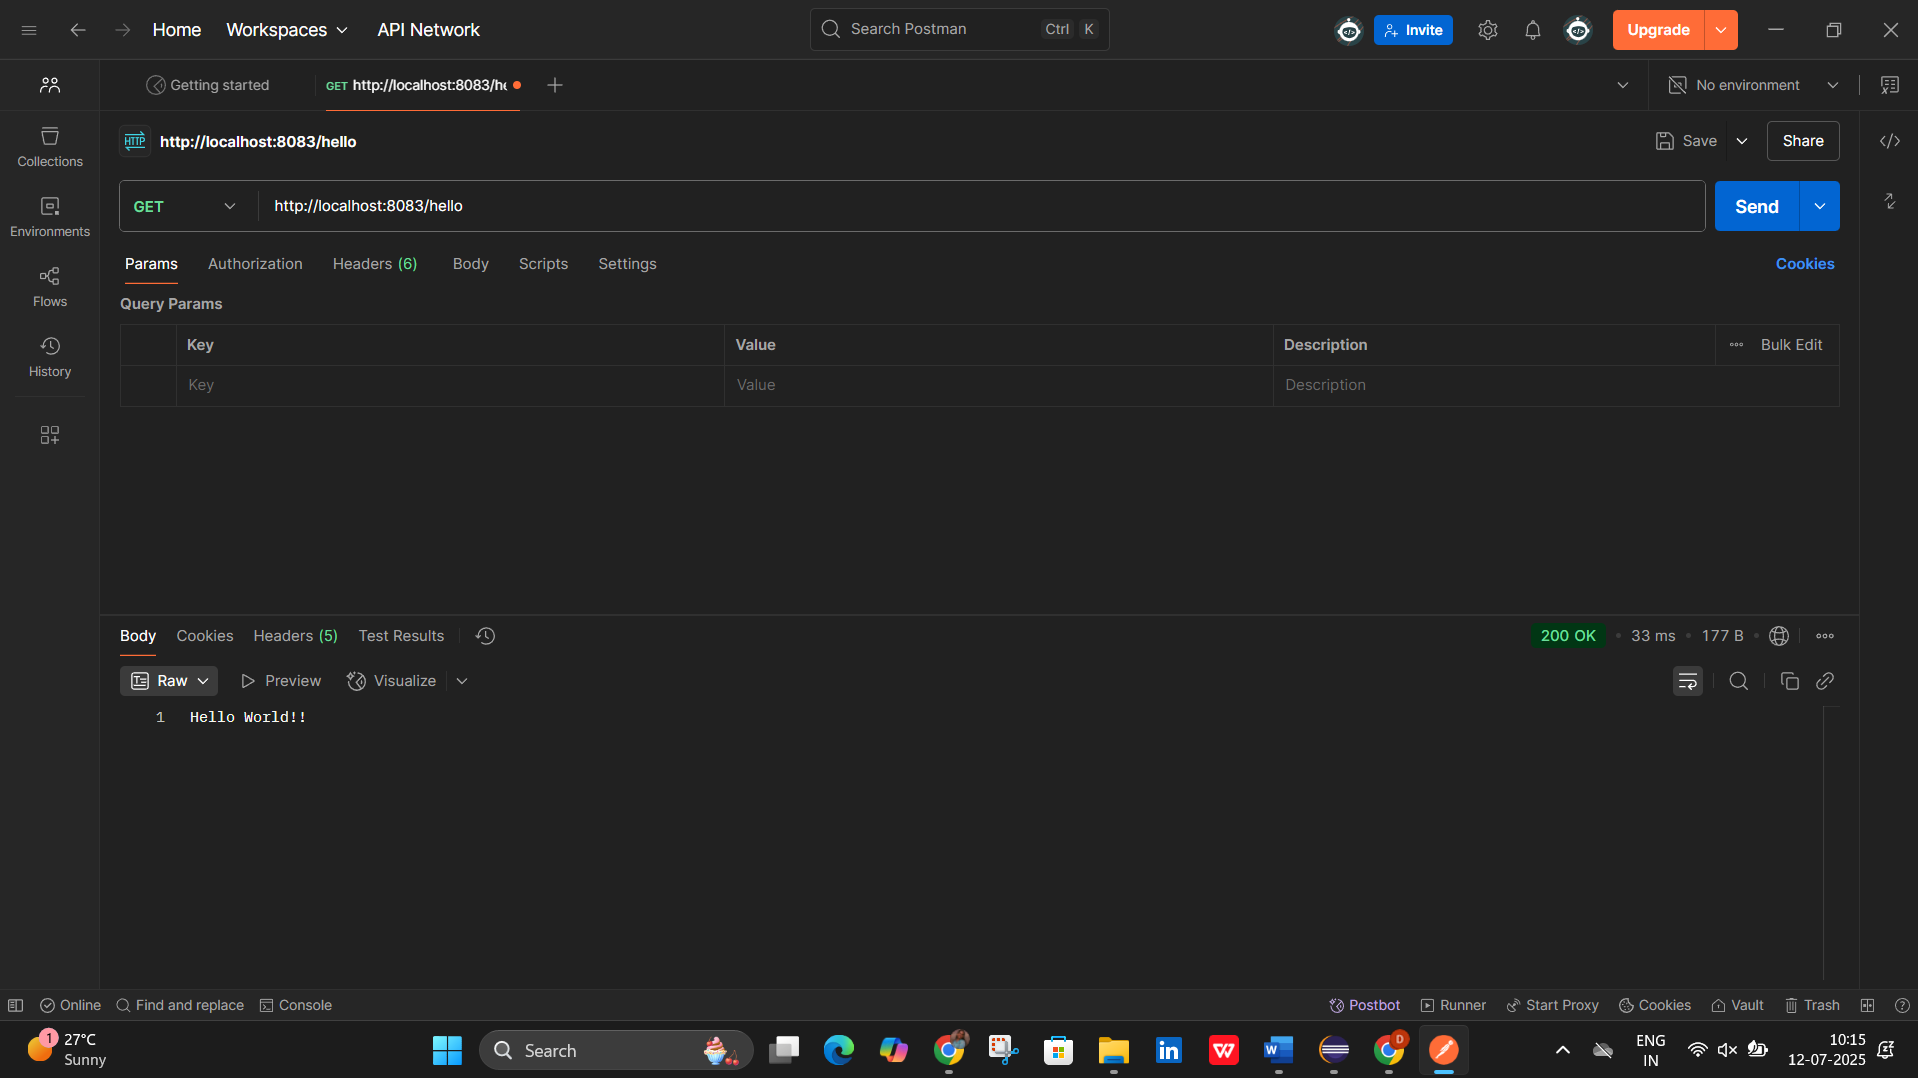 Home Workspaces API Network Search Postman Ctrl K Invite Upgrade
Getting started GET http://localhost:8083/he No environment
HTTP http://localhost:8083/hello Save Share
GET http://localhost:8083/hello Send
Params Authorization Headers (6) Body Scripts Settings Cookies
Query Params
Key Value Description Bulk Edit
Key Value Description
Collections
Environments
Flows
History
Body Cookies Headers (5) Test Results 200 OK • 33 ms • 177 B •
Raw Preview Visualize
1 Hello World!!
Online Find and replace Console Postbot Runner Start Proxy Cookies Vault Trash
1 27°C
Sunny
Search
W
in
W
D
ENG
IN
10:15
12-07-2025